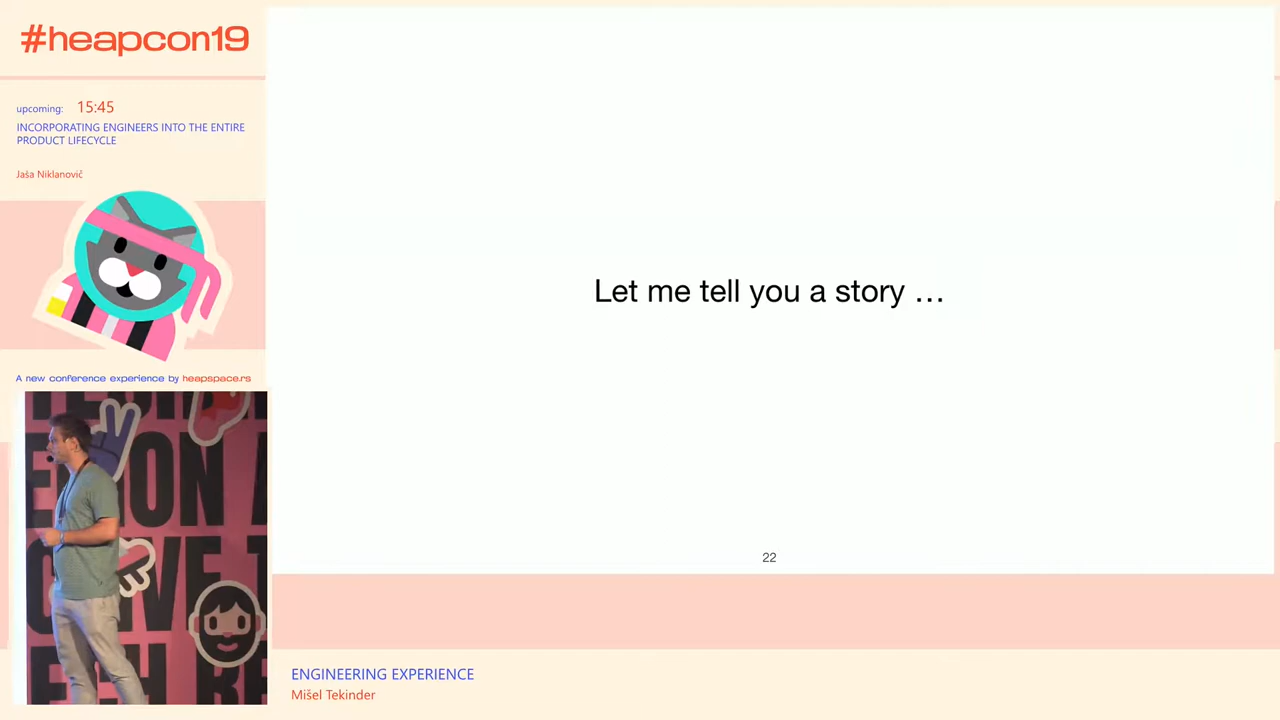 #heapcon19
upcoming: 15:45
INCORPORATING ENGINEERS INTO THE ENTIRE
PRODUCT LIFECYCLE
Jaša Niklanovič
A new conference experience by heapspace.rs
Let me tell you a story ...
22
ENGINEERING EXPERIENCE
Mišel Tekinder